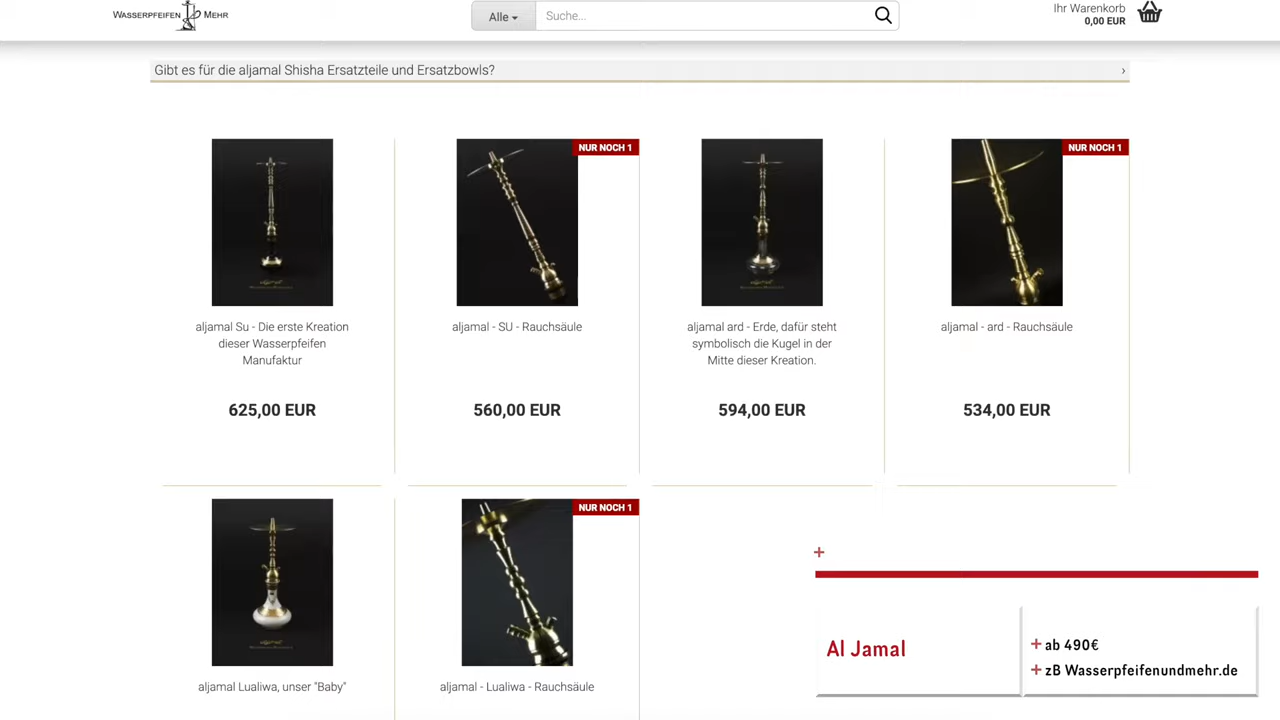 WASSERPFEIFEN MEHR
Alle
Suche...
Ihr Warenkorb
0,00 EUR
Gibt es für die aljamal Shisha Ersatzteile und Ersatzbowls?
NUR NOCH 1
NUR NOCH 1
aljamal Su - Die erste Kreation
dieser Wasserpfeifen
Manufaktur
625,00 EUR
aljamal - SU - Rauchsäule
560,00 EUR
aljamal ard - Erde, dafür steht
symbolisch die Kugel in der
Mitte dieser Kreation.
594,00 EUR
aljamal - ard - Rauchsäule
534,00 EUR
NUR NOCH 1
aljamal Lualiwa, unser "Baby"
aljamal - Lualiwa - Rauchsäule
+
Al Jamal
+ ab 490€
+ zB Wasserpfeifenundmehr.de